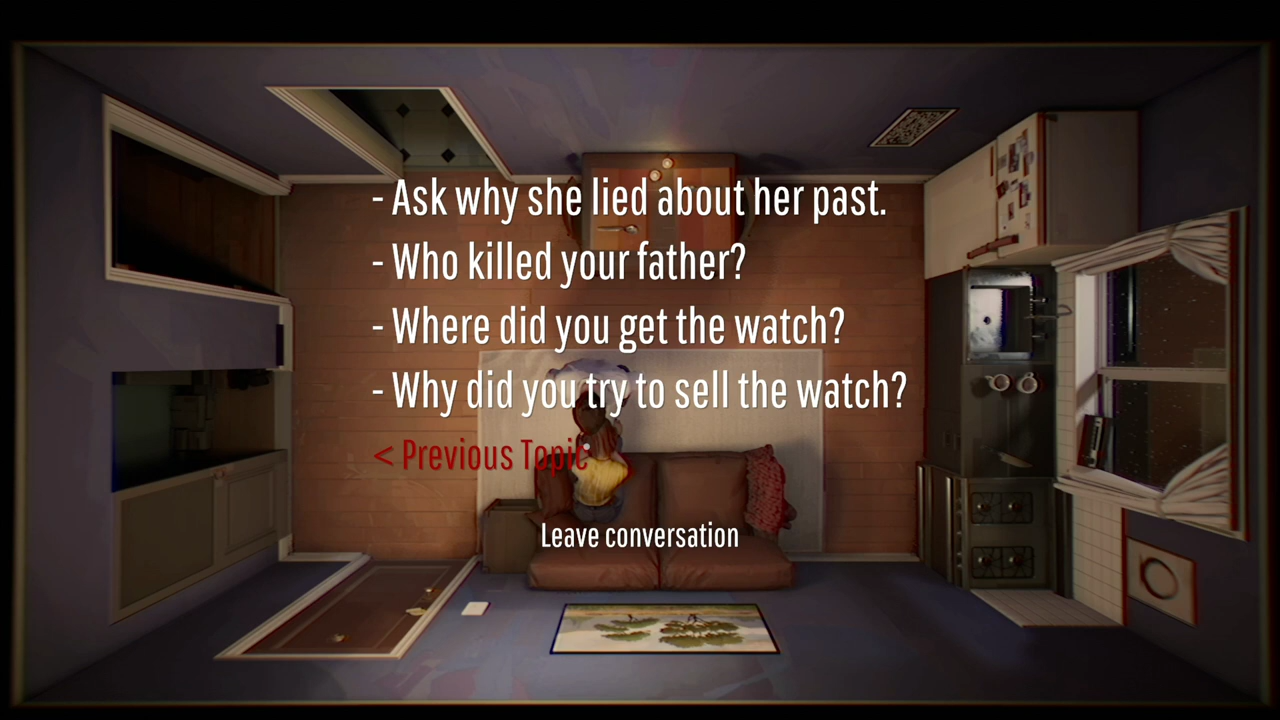 - Ask why she lied about her past.
- Who killed your father?
- Where did you get the watch?
- Why did you try to sell the watch?
< Previous Topic
Leave conversation